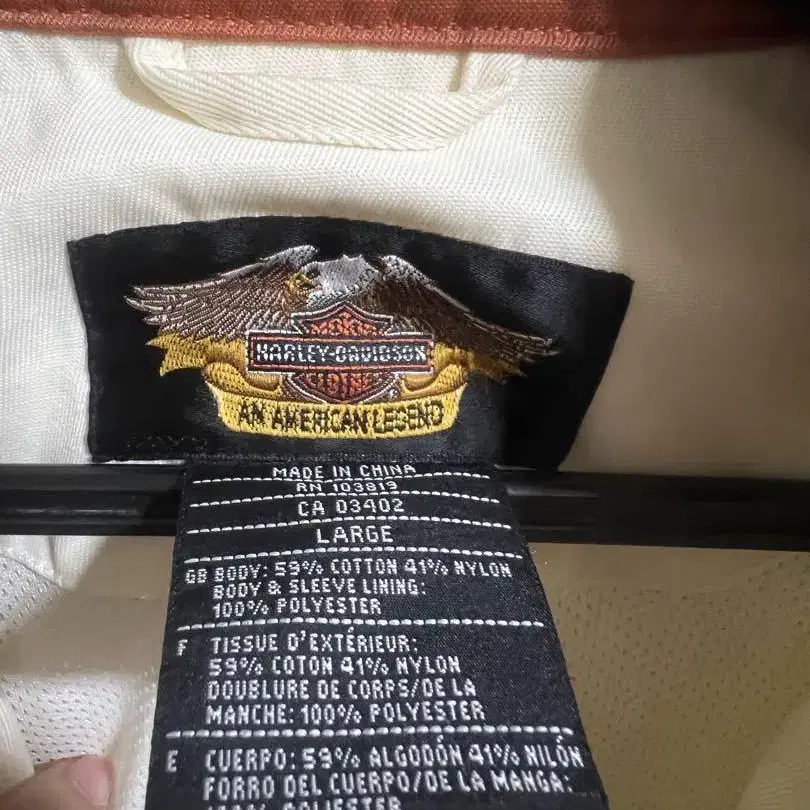 MOTOR
HARLEY-DAVIDSON
®
AN AMERICAN LEGEND
MADE IN CHINA
RN 103819
CA 03402
LARGE
GB BODY: 59% COTTON 41% NYLON
BODY & SLEEVE LINING:
100% POLYESTER
F TISSUE D'EXTÉRIEUR:
59% COTON 41% NYLON
DOUBLURE DE CORPS/DE LA
MANCHE: 100% POLYESTER
E CUERPO: 59% ALGODÓN 41% NILÓN
FORRO DEL CUERPO/DE LA MANGA: